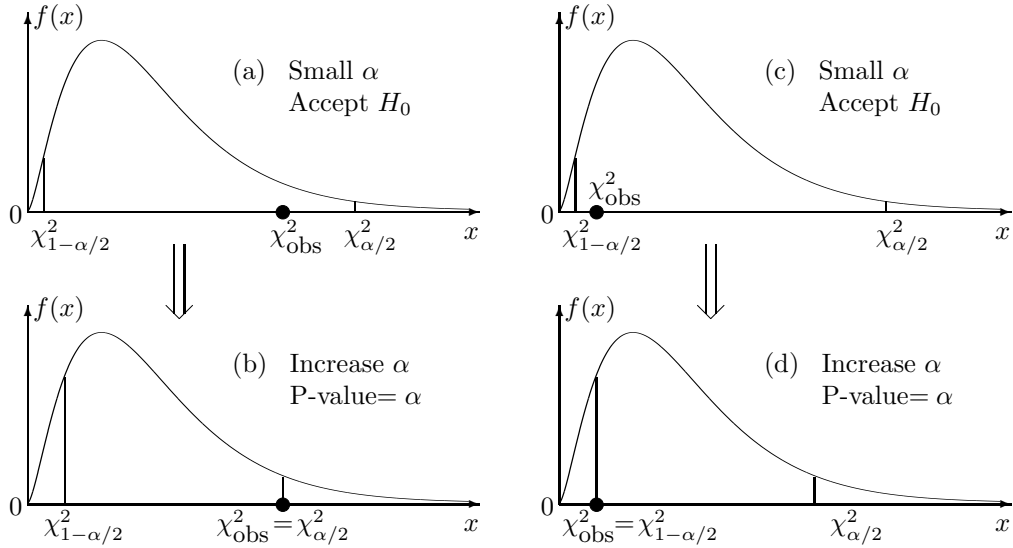 f(x)
(a) Small α
Accept H₀
0
χ²₁₋α/₂ χ²obs χ²α/₂ x
f(x)
(c) Small α
Accept H₀
χ²obs
0
χ²₁₋α/₂ χ²α/₂ x
f(x)
(b) Increase α
P-value= α
0
χ²₁₋α/₂ χ²obs=χ²α/₂ x
f(x)
(d) Increase α
P-value= α
0
χ²obs=χ²₁₋α/₂ χ²α/₂ x